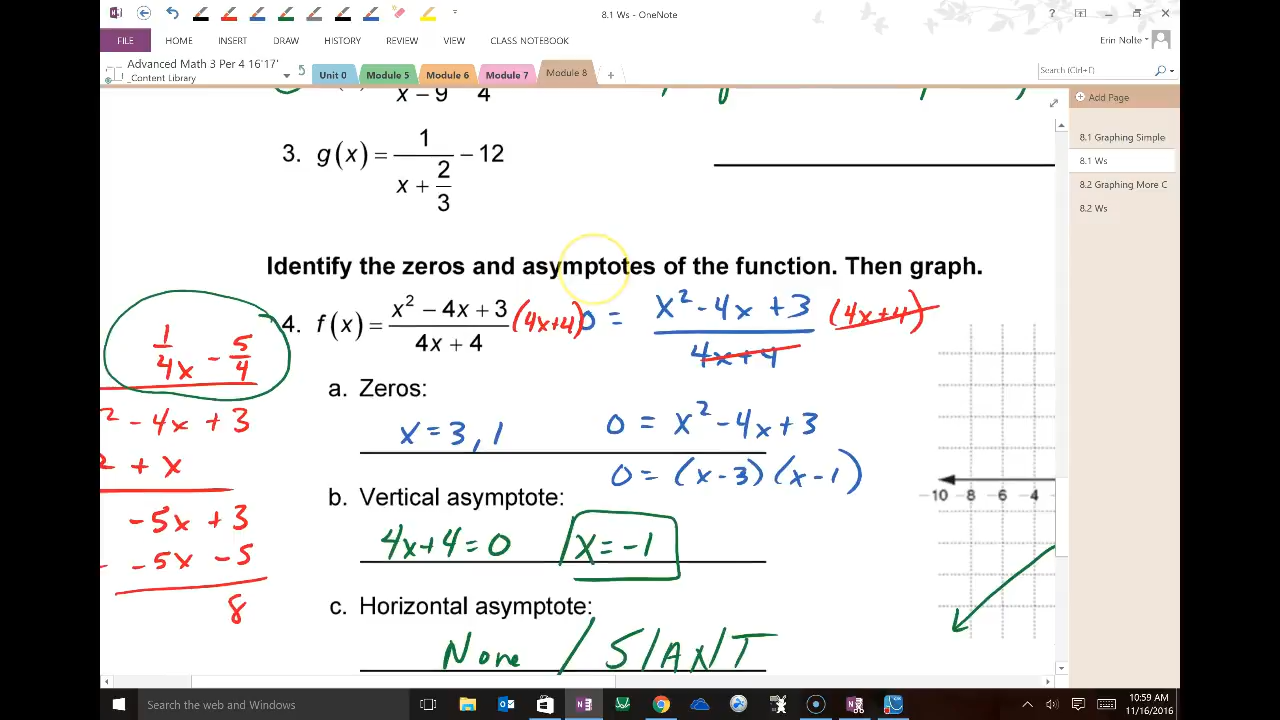 8.1 Ws - OneNote
FILE HOME INSERT DRAW HISTORY REVIEW VIEW CLASS NOTEBOOK
Erin Nolte
Advanced Math 3 Per 4 16'17'
_Content Library
Unit 0 Module 5 Module 6 Module 7 Module 8 +
Search (Ctrl+E)
Add Page
8.1 Graphing Simple
8.1 Ws
8.2 Graphing More C
8.2 Ws
x − 9 4
3. g(x) = 1/(x + 2/3) − 12
Identify the zeros and asymptotes of the function. Then graph.
4. f(x) = (x² − 4x + 3)/(4x + 4) (4x+4)
0 = (x² - 4x + 3)/(4x+4) (4x+4)
1/4x - 5/4
² - 4x + 3
+ x
-5x + 3
- -5x - 5
8
a. Zeros:
x = 3, 1
0 = x² - 4x + 3
0 = (x - 3)(x - 1)
b. Vertical asymptote:
4x+4=0 x = -1
c. Horizontal asymptote:
None / SLANT
−10 −8 −6 −4
Search the web and Windows
10:59 AM
11/16/2016